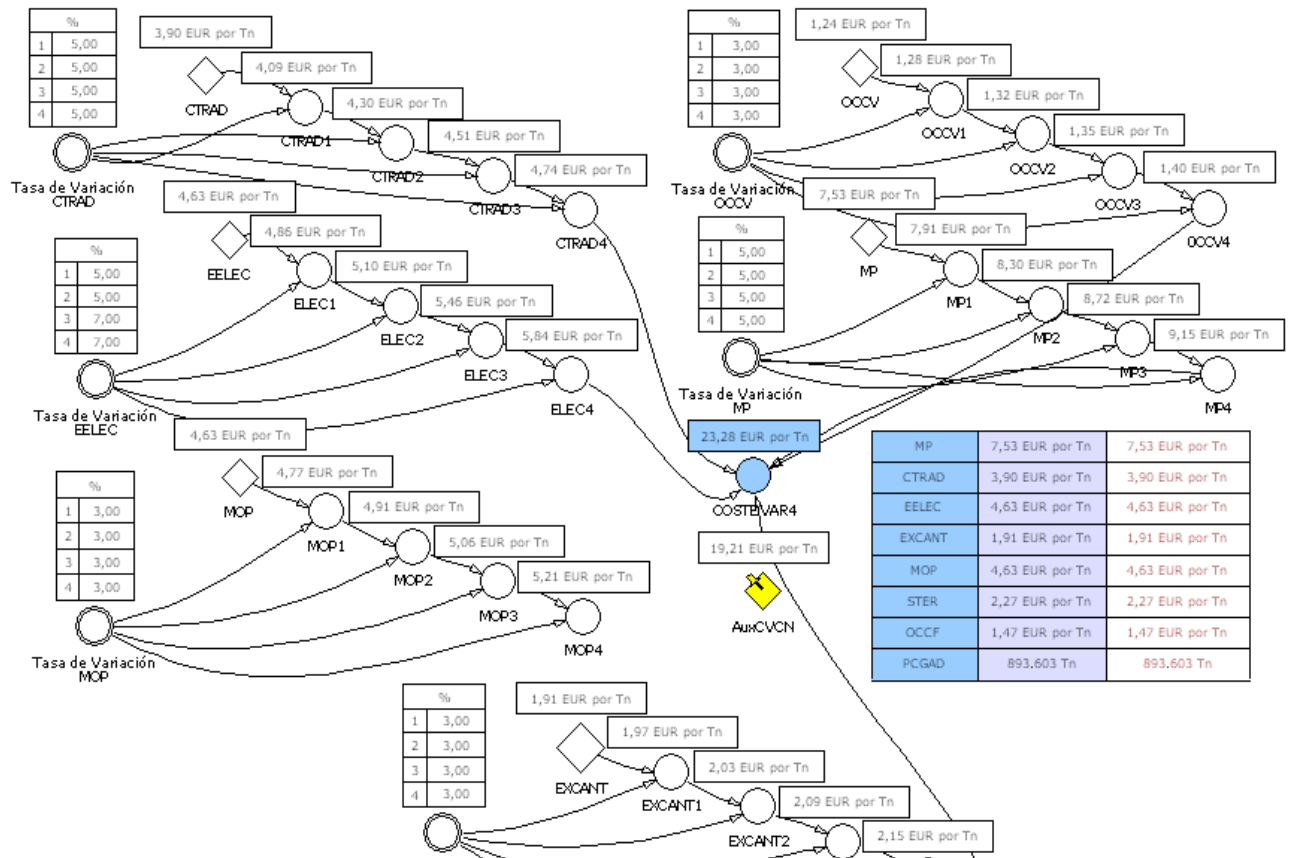 %
1 5,00
2 5,00
3 5,00
4 5,00
Tasa de Variación
CTRAD
3,90 EUR por Tn
CTRAD
4,09 EUR por Tn
CTRAD1
4,30 EUR por Tn
CTRAD2
4,51 EUR por Tn
CTRAD3
4,74 EUR por Tn
CTRAD4
%
1 3,00
2 3,00
3 3,00
4 3,00
Tasa de Variación
OCCV
1,24 EUR por Tn
OCCV
1,28 EUR por Tn
OCCV1
1,32 EUR por Tn
OCCV2
1,35 EUR por Tn
OCCV3
1,40 EUR por Tn
OCCV4
%
1 5,00
2 5,00
3 7,00
4 7,00
Tasa de Variación
EELEC
4,63 EUR por Tn
EELEC
4,86 EUR por Tn
ELEC1
5,10 EUR por Tn
ELEC2
5,46 EUR por Tn
ELEC3
5,84 EUR por Tn
ELEC4
%
1 5,00
2 5,00
3 5,00
4 5,00
Tasa de Variación
MP
7,53 EUR por Tn
MP
7,91 EUR por Tn
MP1
8,30 EUR por Tn
MP2
8,72 EUR por Tn
MP3
9,15 EUR por Tn
MP4
%
1 3,00
2 3,00
3 3,00
4 3,00
Tasa de Variación
MOP
4,63 EUR por Tn
MOP
4,77 EUR por Tn
MOP1
4,91 EUR por Tn
MOP2
5,06 EUR por Tn
MOP3
5,21 EUR por Tn
MOP4
23,28 EUR por Tn
COSTEVAR4
19,21 EUR por Tn
AuxCVCN
MP 7,53 EUR por Tn 7,53 EUR por Tn
CTRAD 3,90 EUR por Tn 3,90 EUR por Tn
EELEC 4,63 EUR por Tn 4,63 EUR por Tn
EXCANT 1,91 EUR por Tn 1,91 EUR por Tn
MOP 4,63 EUR por Tn 4,63 EUR por Tn
STER 2,27 EUR por Tn 2,27 EUR por Tn
OCCF 1,47 EUR por Tn 1,47 EUR por Tn
PCGAD 893.603 Tn 893.603 Tn
%
1 3,00
2 3,00
3 3,00
4 3,00
1,91 EUR por Tn
EXCANT
1,97 EUR por Tn
EXCANT1
2,03 EUR por Tn
EXCANT2
2,09 EUR por Tn
2,15 EUR por Tn